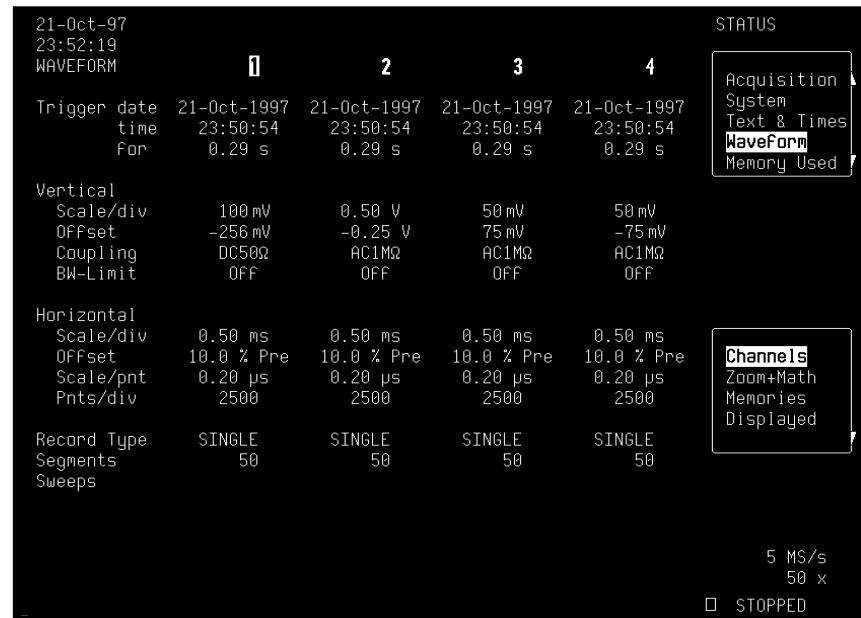 21-Oct-97 STATUS
23:52:19
WAVEFORM 1 2 3 4
Acquisition
System
Text & Times
Waveform
Memory Used
Trigger date 21-Oct-1997 21-Oct-1997 21-Oct-1997 21-Oct-1997
time 23:50:54 23:50:54 23:50:54 23:50:54
for 0.29 s 0.29 s 0.29 s 0.29 s
Vertical
Scale/div 100 mV 0.50 V 50 mV 50 mV
Offset -256 mV -0.25 V 75 mV -75 mV
Coupling DC50Ω AC1MΩ AC1MΩ AC1MΩ
BW-Limit Off Off Off Off
Horizontal
Scale/div 0.50 ms 0.50 ms 0.50 ms 0.50 ms
Offset 10.0 % Pre 10.0 % Pre 10.0 % Pre 10.0 % Pre
Scale/pnt 0.20 µs 0.20 µs 0.20 µs 0.20 µs
Pnts/div 2500 2500 2500 2500
Channels
Zoom+Math
Memories
Displayed
Record Type SINGLE SINGLE SINGLE SINGLE
Segments 50 50 50 50
Sweeps
5 MS/s
50 x
STOPPED